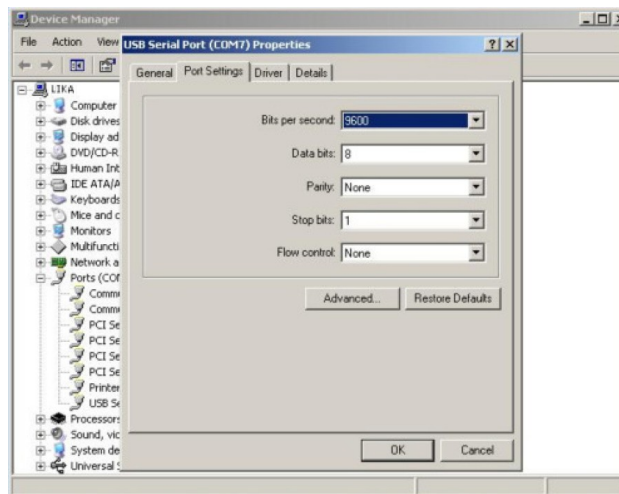 Device Manager
File Action View
USB Serial Port (COM7) Properties
General Port Settings Driver Details
Bits per second: 9600
Data bits: 8
Parity: None
Stop bits: 1
Flow control: None
Advanced... Restore Defaults
OK Cancel
LIKA
Computer
Disk drives
Display ad
DVD/CD-R
Human Int
IDE ATA/A
Keyboards
Mice and c
Monitors
Multifuncti
Network a
Ports (CO
Commu
Commu
PCI Se
PCI Se
PCI Se
PCI Se
Printer
USB Se
Processors
Sound, vic
System de
Universal S